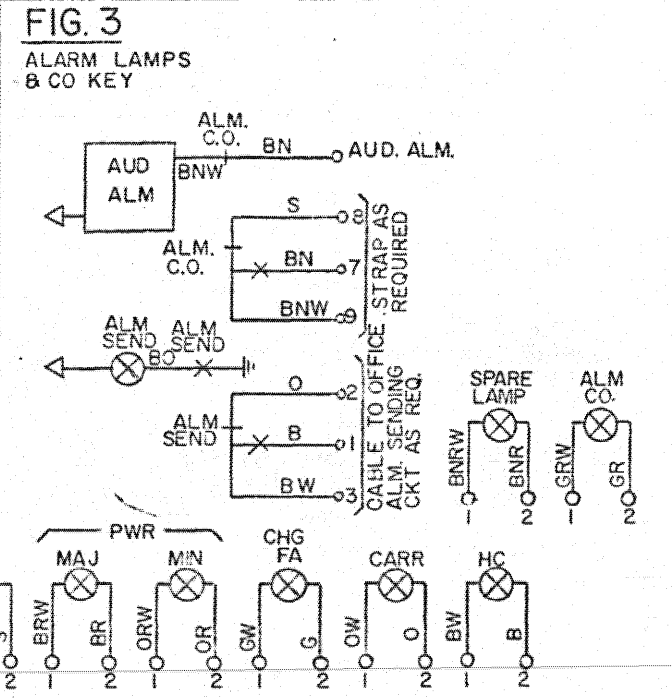 FIG. 3
ALARM LAMPS
& CO KEY
ALM.
C.O.
BN
AUD. ALM.
AUD
ALM
BNW
S
8
ALM.
C.O.
BN
7
BNW
9
STRAP AS
REQUIRED
ALM
SEND
BO
ALM
SEND
O
2
ALM
SEND
B
1
BW
3
CABLE TO OFFICE
ALM. SENDING
CKT AS REQ.
SPARE
LAMP
BNRW
BNR
1
2
ALM
CO.
GRW
GR
1
2
PWR
MAJ
MIN
CHG
FA
CARR
HC
S
BRW
BR
ORW
OR
GW
G
OW
O
BW
B
2
1
2
1
2
1
2
1
2
1
2